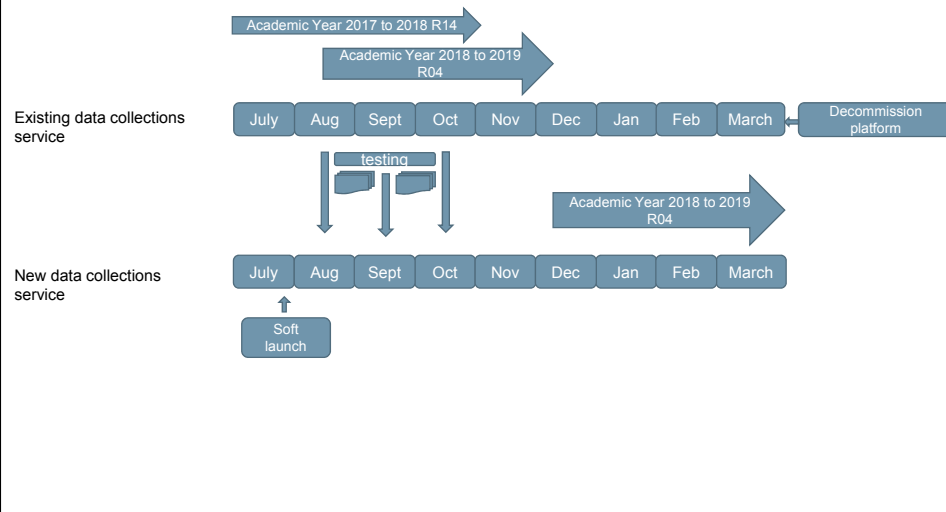 Academic Year 2017 to 2018 R14
Academic Year 2018 to 2019
R04
Existing data collections
service
July Aug Sept Oct Nov Dec Jan Feb March
Decommission
platform
testing
Academic Year 2018 to 2019
R04
New data collections
service
July Aug Sept Oct Nov Dec Jan Feb March
Soft
launch